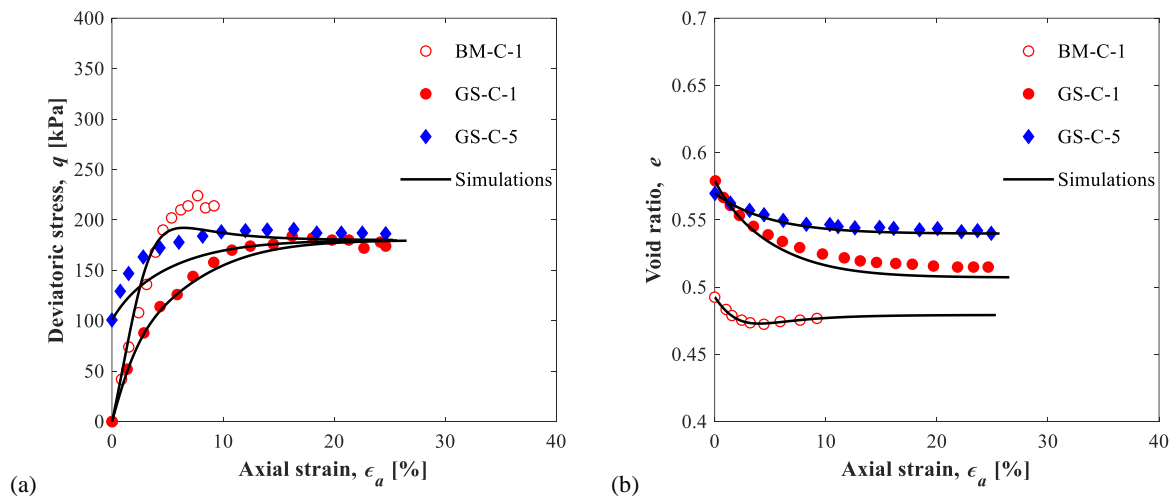 400
350
300
250
200
150
100
50
0
0
10
20
30
40
Deviatoric stress, q [kPa]
Axial strain, ϵₐ [%]
BM-C-1
GS-C-1
GS-C-5
Simulations
(a)
0.7
0.65
0.6
0.55
0.5
0.45
0.4
0
10
20
30
40
Void ratio, e
Axial strain, ϵₐ [%]
BM-C-1
GS-C-1
GS-C-5
Simulations
(b)